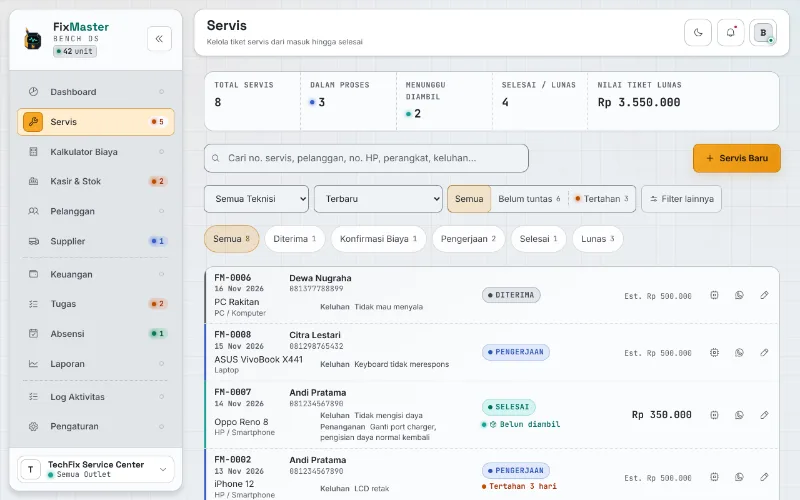 FixMaster
BENCH OS
42 unit
Dashboard
Servis
5
Kalkulator Biaya
Kasir & Stok
2
Pelanggan
Supplier
1
Keuangan
Tugas
2
Absensi
1
Laporan
Log Aktivitas
Pengaturan
T
TechFix Service Center
Semua Outlet
Servis
Kelola tiket servis dari masuk hingga selesai
B
TOTAL SERVIS
8
DALAM PROSES
3
MENUNGGU DIAMBIL
2
SELESAI / LUNAS
4
NILAI TIKET LUNAS
Rp 3.550.000
Cari no. servis, pelanggan, no. HP, perangkat, keluhan...
+ Servis Baru
Semua Teknisi
Terbaru
Semua
Belum tuntas 6
Tertahan 3
Filter lainnya
Semua 8
Diterima 1
Konfirmasi Biaya 1
Pengerjaan 2
Selesai 1
Lunas 3
FM-0006
16 Nov 2026
PC Rakitan
PC / Komputer
Dewa Nugraha
081377788899
Keluhan Tidak mau menyala
DITERIMA
Est. Rp 500.000
FM-0008
15 Nov 2026
ASUS VivoBook X441
Laptop
Citra Lestari
081298765432
Keluhan Keyboard tidak merespons
PENGERJAAN
Est. Rp 500.000
FM-0007
14 Nov 2026
Oppo Reno 8
HP / Smartphone
Andi Pratama
081234567890
Keluhan Tidak mengisi daya
Penanganan Ganti port charger,
pengisian daya normal kembali
SELESAI
Belum diambil
Rp 350.000
FM-0002
13 Nov 2026
iPhone 12
HP / Smartphone
Andi Pratama
081234567890
Keluhan LCD retak
PENGERJAAN
Tertahan 3 hari
Est. Rp 500.000